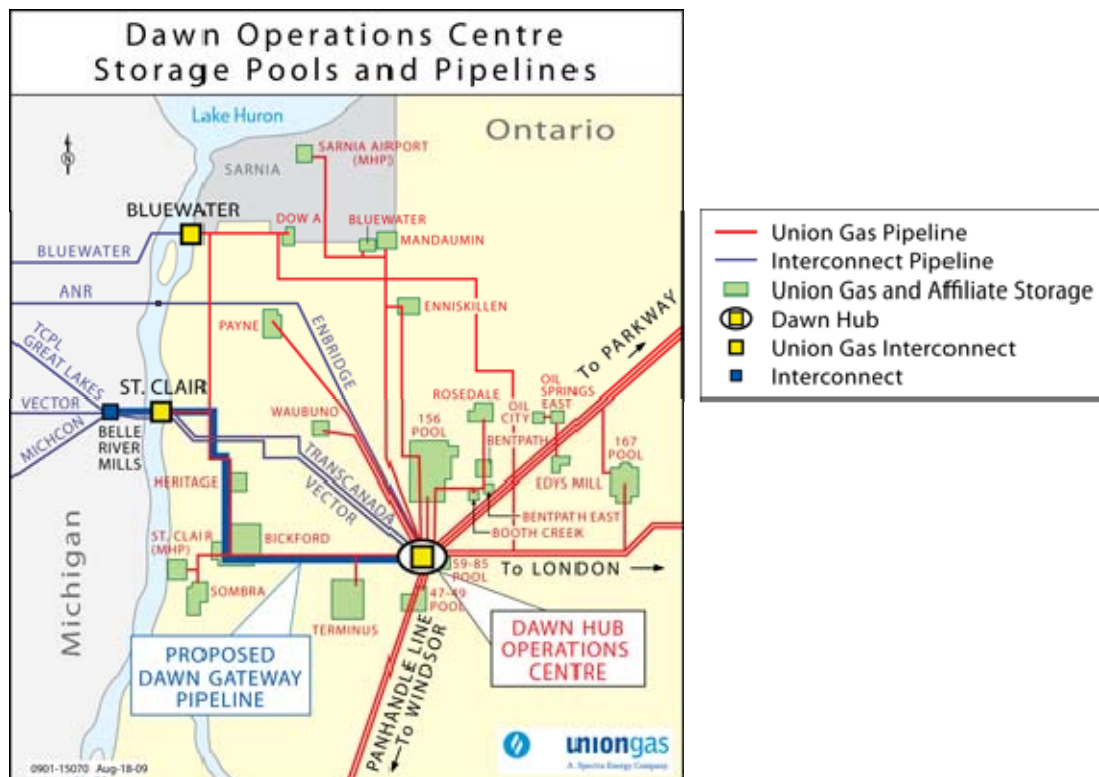 Dawn Operations Centre
Storage Pools and Pipelines
Lake Huron
Ontario
N
SARNIA AIRPORT
(MHP)
SARNIA
BLUEWATER
DOW A
BLUEWATER
MANDAUMIN
BLUEWATER
ANR
ENNISKILLEN
PAYNE
ENBRIDGE
To PARKWAY
TCPL
GREAT LAKES
ST. CLAIR
VECTOR
MICHCON
BELLE
RIVER
MILLS
WAUBUNO
156
POOL
ROSEDALE
OIL
SPRINGS
EAST
OIL
CITY
BENTPATH
167
POOL
EDYS MILL
TRANSCANADA
VECTOR
HERITAGE
BENTPATH EAST
BOOTH CREEK
ST. CLAIR
(MHP)
BICKFORD
59-85
POOL
To LONDON
SOMBRA
TERMINUS
47-49
POOL
Michigan
PROPOSED
DAWN GATEWAY
PIPELINE
DAWN HUB
OPERATIONS
CENTRE
PANHANDLE LINE
To WINDSOR
uniongas
A Spectra Energy Company
0901-15070 Aug-18-09
Union Gas Pipeline
Interconnect Pipeline
Union Gas and Affiliate Storage
Dawn Hub
Union Gas Interconnect
Interconnect